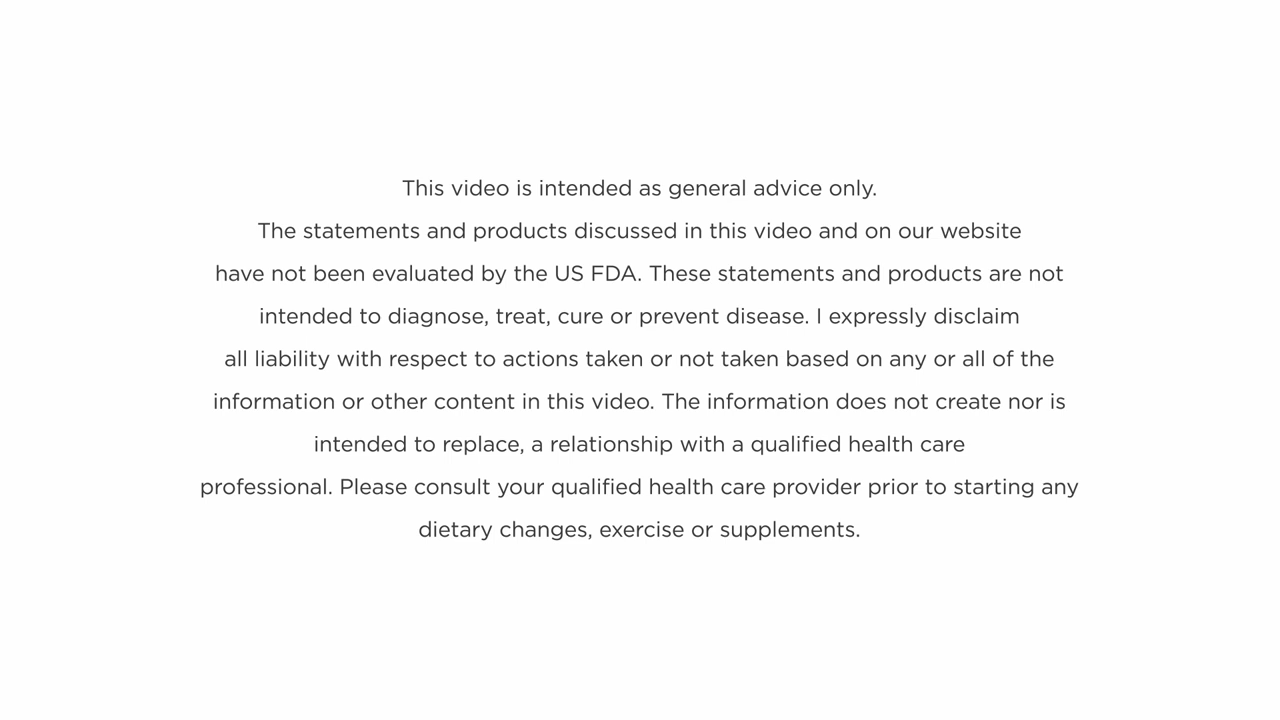 This video is intended as general advice only.
The statements and products discussed in this video and on our website
have not been evaluated by the US FDA. These statements and products are not
intended to diagnose, treat, cure or prevent disease. I expressly disclaim
all liability with respect to actions taken or not taken based on any or all of the
information or other content in this video. The information does not create nor is
intended to replace, a relationship with a qualified health care
professional. Please consult your qualified health care provider prior to starting any
dietary changes, exercise or supplements.